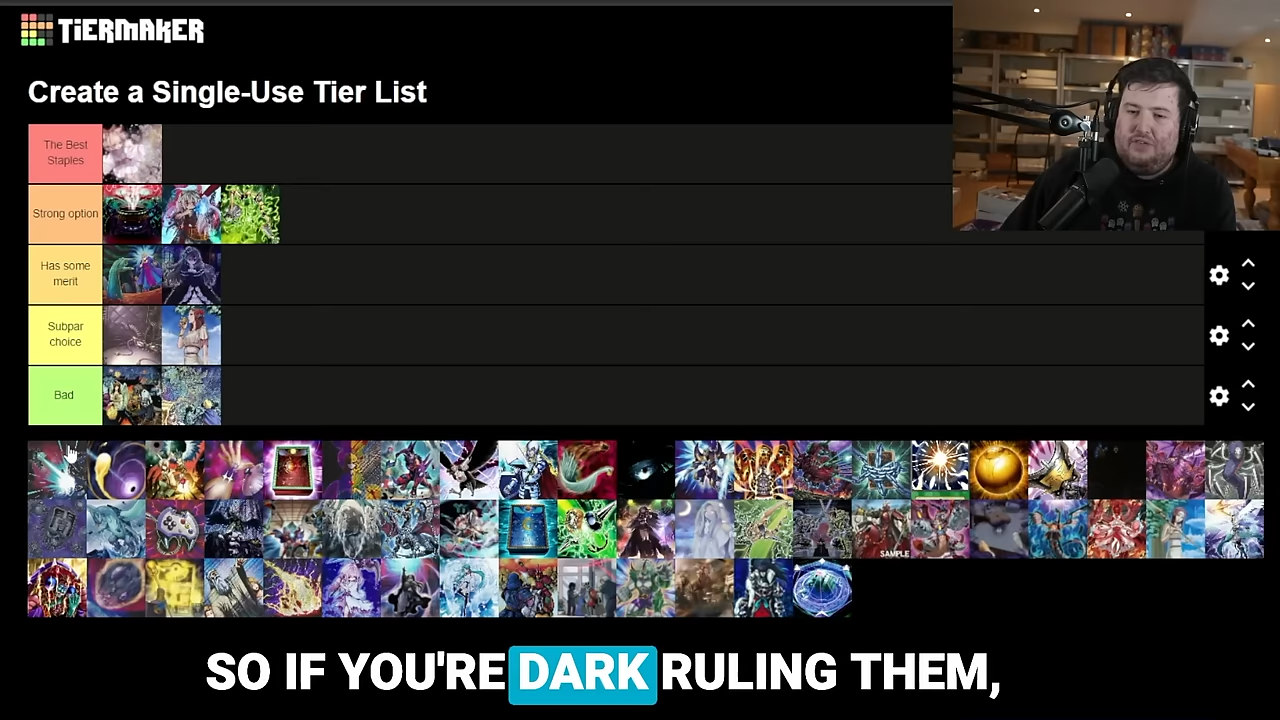 TiERMAKER
Create a Single-Use Tier List
The Best
Staples
Strong option
Has some
merit
Subpar
choice
Bad
SAMPLE
SO IF YOU'RE DARK RULING THEM,